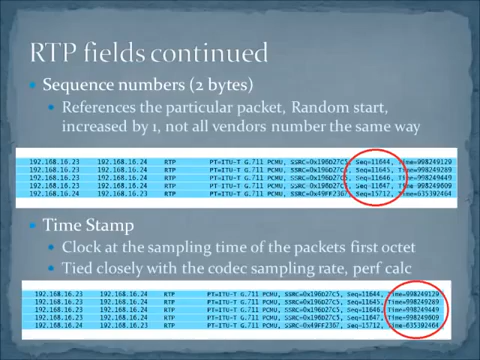 RTP fields continued
Sequence numbers (2 bytes)
References the particular packet, Random start,
increased by 1, not all vendors number the same way
192.168.16.23 192.168.16.24 RTP PT=ITU-T G.711 PCMU, SSRC=0x196D27C5, Seq=11644, Time=998249129
192.168.16.23 192.168.16.24 RTP PT=ITU-T G.711 PCMU, SSRC=0x196D27C5, Seq=11645, Time=998249289
192.168.16.23 192.168.16.24 RTP PT=ITU-T G.711 PCMU, SSRC=0x196D27C5, Seq=11646, Time=998249449
192.168.16.23 192.168.16.24 RTP PT=ITU-T G.711 PCMU, SSRC=0x196D27C5, Seq=11647, Time=998249609
192.168.16.24 192.168.16.23 RTP PT=ITU-T G.711 PCMU, SSRC=0x49FF2367, Seq=15712, Time=635392464
Time Stamp
Clock at the sampling time of the packets first octet
Tied closely with the codec sampling rate, perf calc
192.168.16.23 192.168.16.24 RTP PT=ITU-T G.711 PCMU, SSRC=0x196D27C5, Seq=11644, Time=998249129
192.168.16.23 192.168.16.24 RTP PT=ITU-T G.711 PCMU, SSRC=0x196D27C5, Seq=11645, Time=998249289
192.168.16.23 192.168.16.24 RTP PT=ITU-T G.711 PCMU, SSRC=0x196D27C5, Seq=11646, Time=998249449
192.168.16.23 192.168.16.24 RTP PT=ITU-T G.711 PCMU, SSRC=0x196D27C5, Seq=11647, Time=998249609
192.168.16.24 192.168.16.23 RTP PT=ITU-T G.711 PCMU, SSRC=0x49FF2367, Seq=15712, Time=635392464